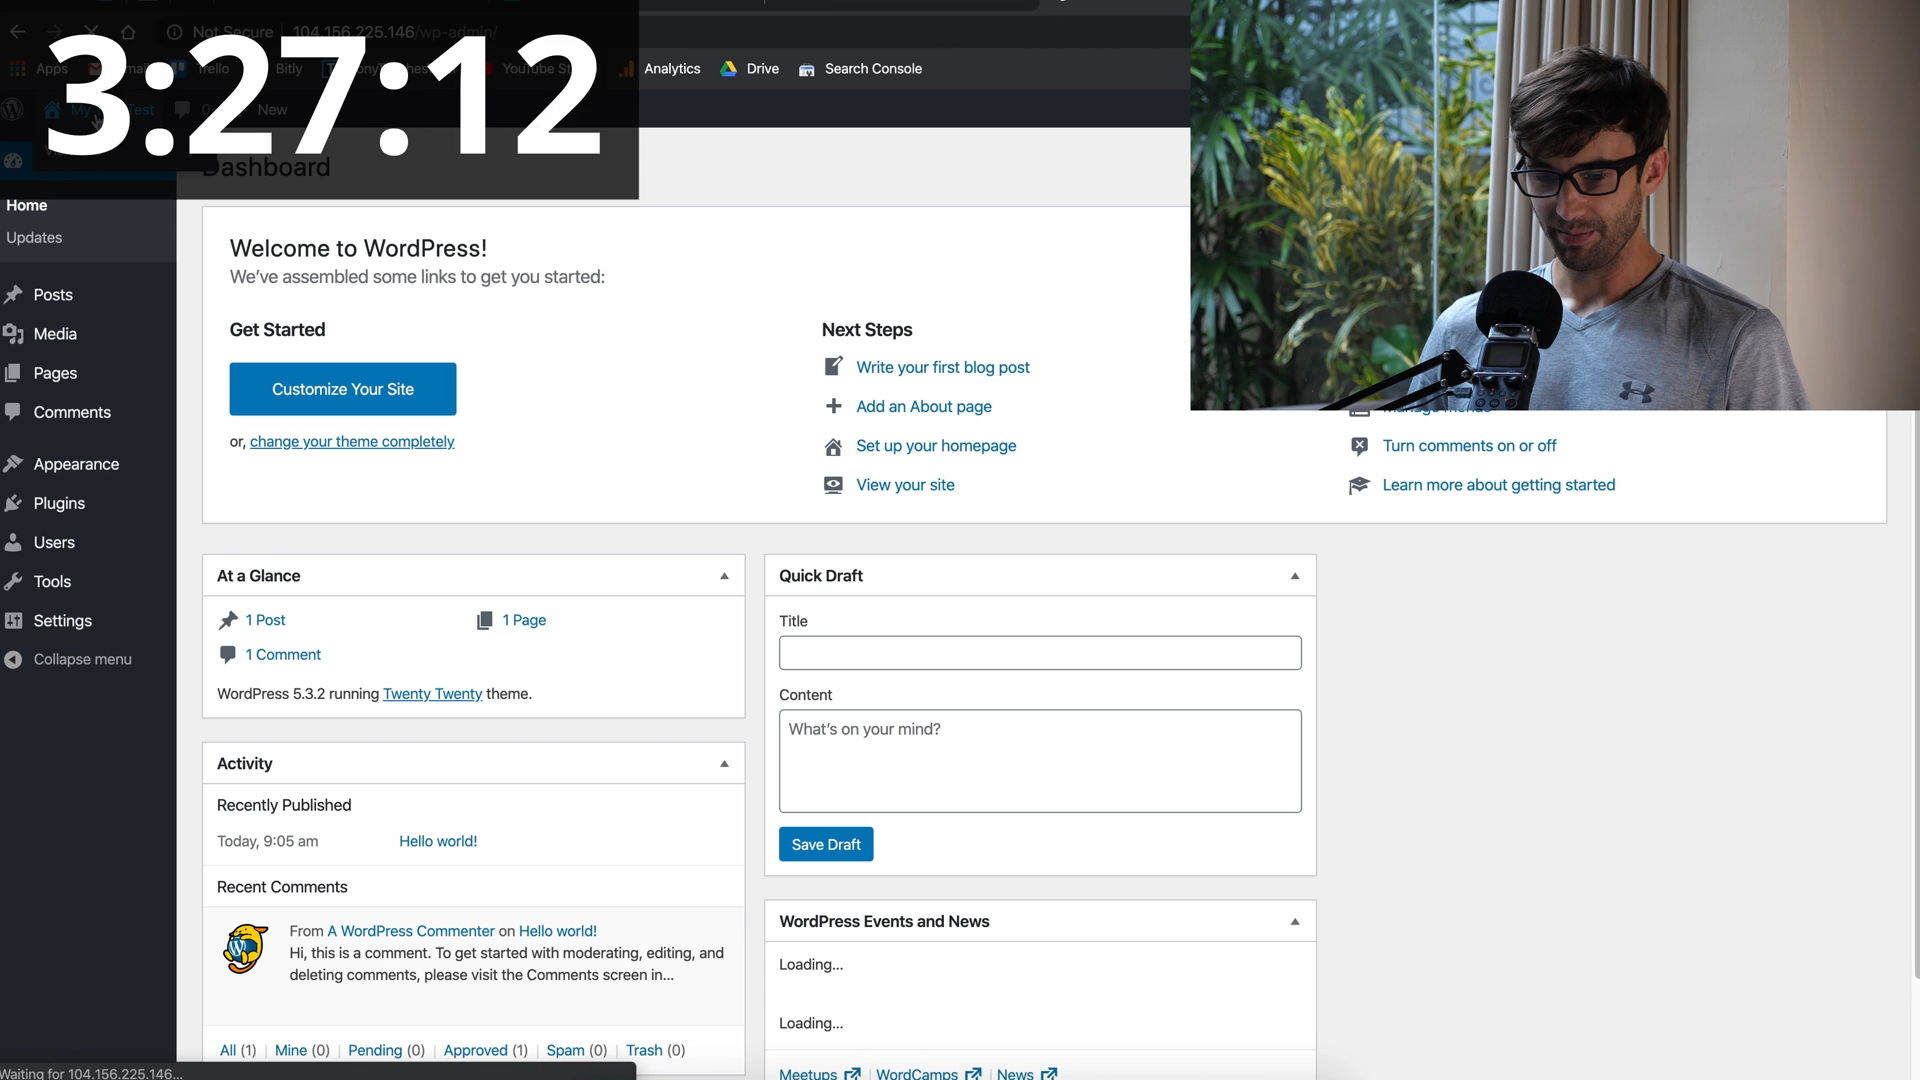 Not Secure 104.156.225.146/wp-admin/
3:27:12
Apps
Trello
Bitly
Analytics
Drive
Search Console
My
Test
New
Dashboard
Home
Updates
Posts
Media
Pages
Comments
Appearance
Plugins
Users
Tools
Settings
Collapse menu
Welcome to WordPress!
We've assembled some links to get you started:
Get Started
Customize Your Site
or, change your theme completely
Next Steps
Write your first blog post
Add an About page
Set up your homepage
View your site
Turn comments on or off
Learn more about getting started
At a Glance
1 Post
1 Page
1 Comment
WordPress 5.3.2 running Twenty Twenty theme.
Activity
Recently Published
Today, 9:05 am Hello world!
Recent Comments
From A WordPress Commenter on Hello world!
Hi, this is a comment. To get started with moderating, editing, and
deleting comments, please visit the Comments screen in...
All (1) | Mine (0) | Pending (0) | Approved (1) | Spam (0) | Trash (0)
Quick Draft
Title
Content
What's on your mind?
Save Draft
WordPress Events and News
Loading...
Loading...
Meetups | WordCamps | News
Waiting for 104.156.225.146...